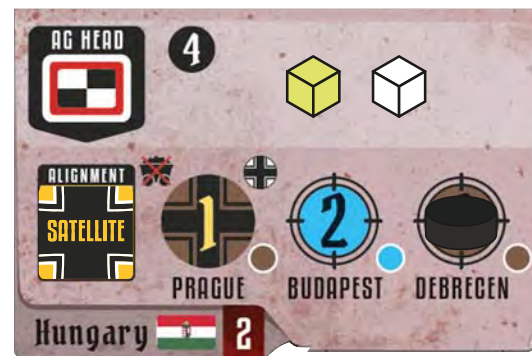 AG HEAD
4
ALIGNMENT
SATELLITE
1
2
PRAGUE
BUDAPEST
DEBRECEN
Hungary
2